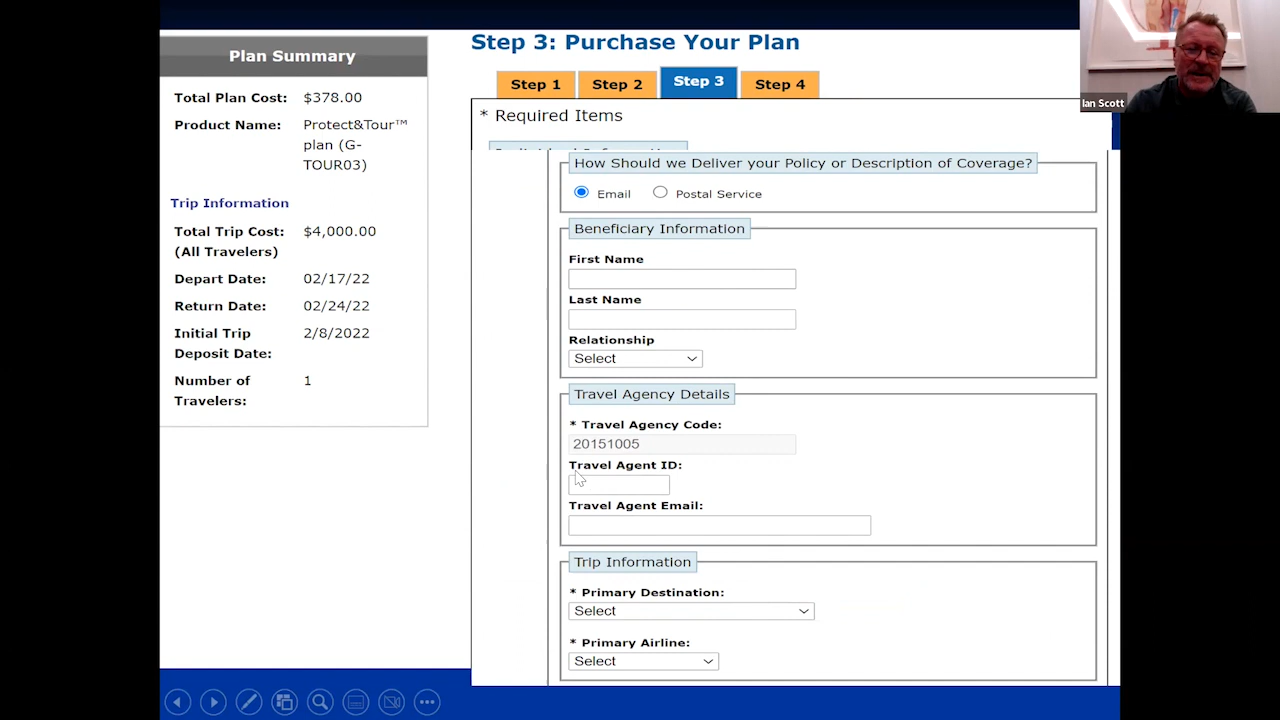 Step 3: Purchase Your Plan
Plan Summary
Total Plan Cost: $378.00
Product Name: Protect&Tour™
plan (G-
TOUR03)
Trip Information
Total Trip Cost: $4,000.00
(All Travelers)
Depart Date: 02/17/22
Return Date: 02/24/22
Initial Trip 2/8/2022
Deposit Date:
Number of 1
Travelers:
Step 1 Step 2 Step 3 Step 4
* Required Items
How Should we Deliver your Policy or Description of Coverage?
Email Postal Service
Beneficiary Information
First Name
Last Name
Relationship
Select
Travel Agency Details
* Travel Agency Code:
20151005
Travel Agent ID:
Travel Agent Email:
Trip Information
* Primary Destination:
Select
* Primary Airline:
Select
Ian Scott